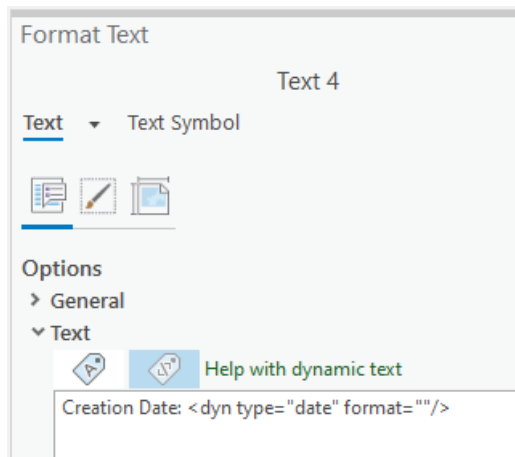 Format Text
Text 4
Text Text Symbol
Options
General
Text
Help with dynamic text
Creation Date: <dyn type="date" format=""/>